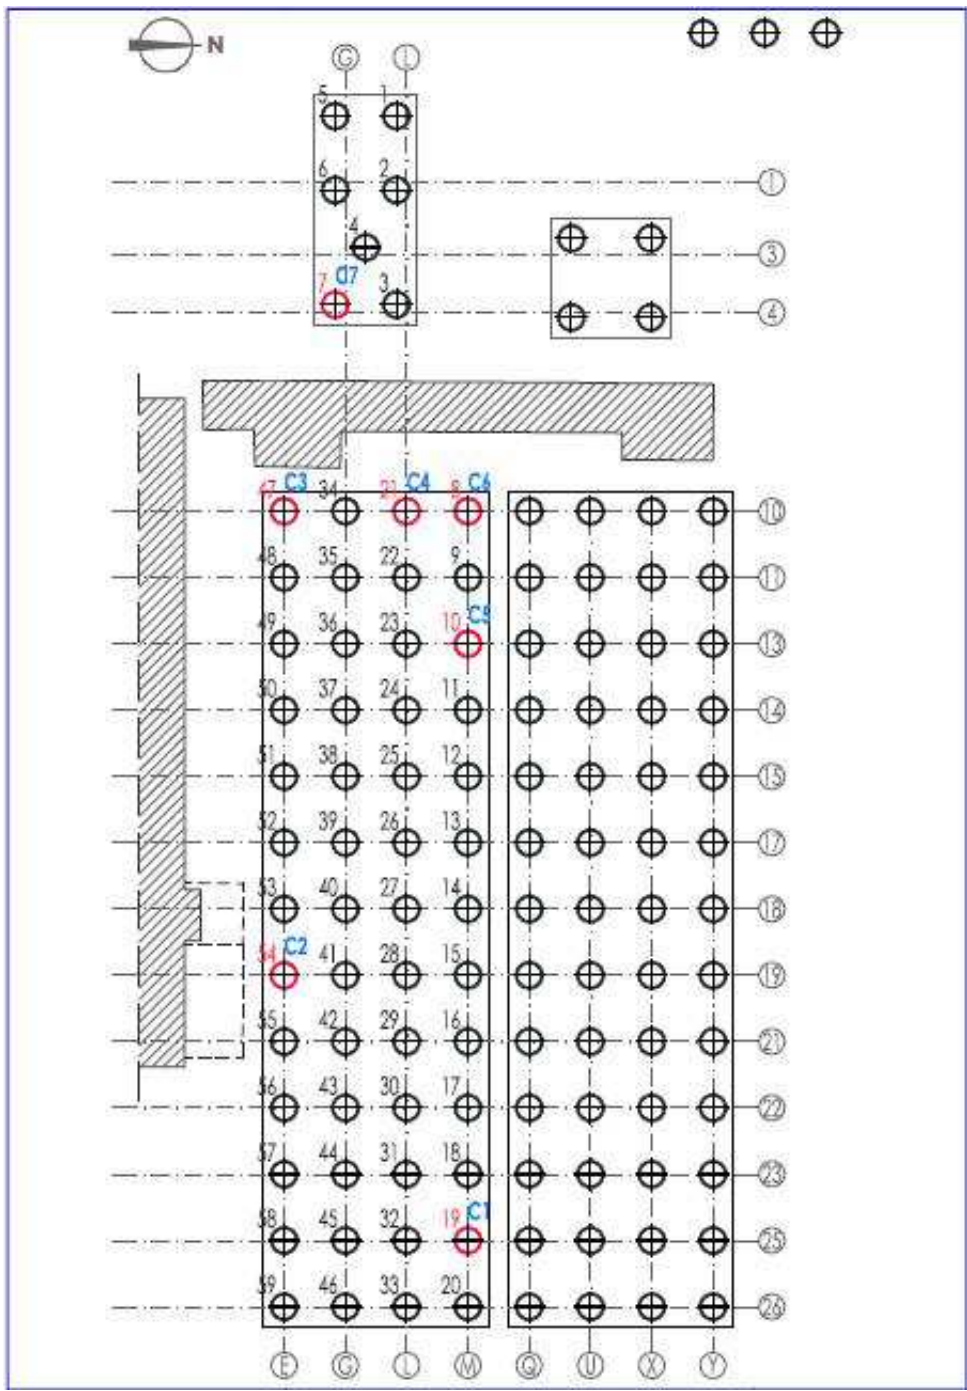 N
G L
5 1
6 2 1
4 3
7 C7 3 4
47 C3 34 21 C4 8 C6 10
48 35 22 9 11
49 36 23 10 C5 13
50 37 24 11 14
51 38 25 12 15
52 39 26 13 17
53 40 27 14 18
54 C2 41 28 15 19
55 42 29 16 21
56 43 30 17 22
57 44 31 18 23
58 45 32 19 C1 25
59 46 33 20 26
E G L M Q U X Y